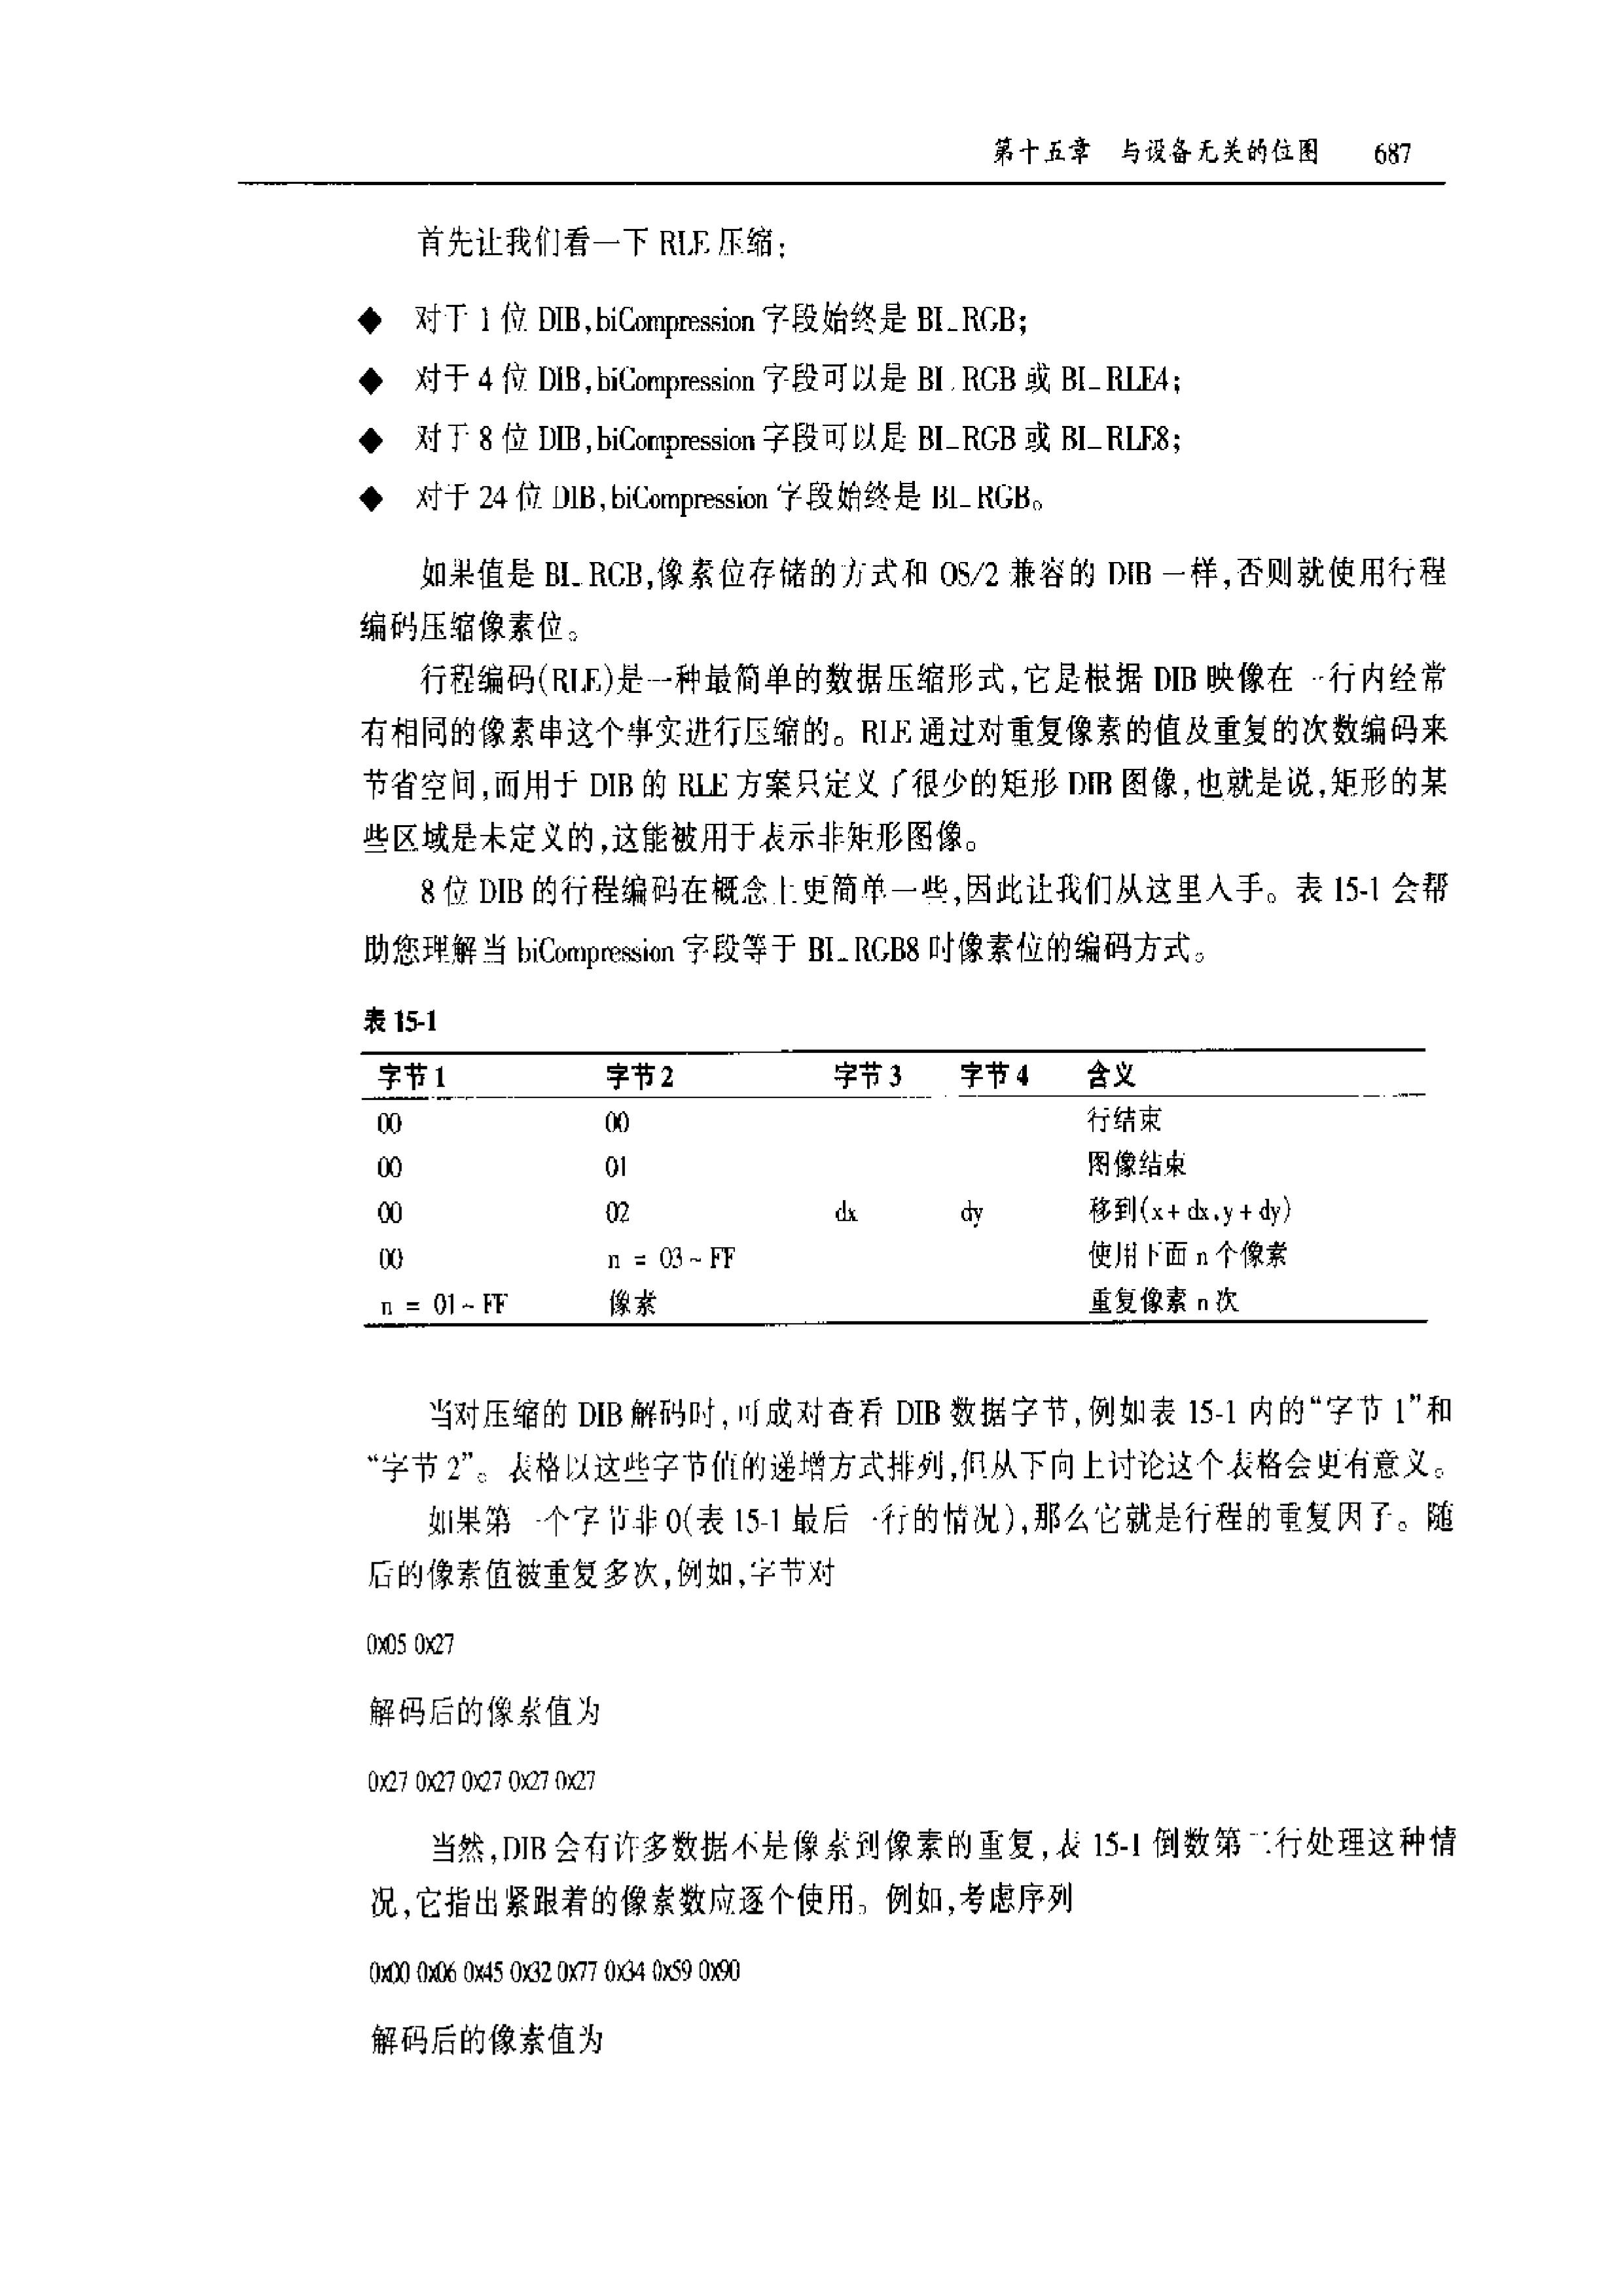 第十五章 与设备无关的位图 687
首先让我们看一下 RLE 压缩：
◆ 对于 1 位 DIB,biCompression 字段始终是 BI_RGB;
◆ 对于 4 位 DIB,biCompression 字段可以是 BI_RGB 或 BI_RLE4;
◆ 对于 8 位 DIB,biCompression 字段可以是 BI_RGB 或 BI_RLE8;
◆ 对于 24 位 DIB,biCompression 字段始终是 BI_RGB。
如果值是 BI_RGB,像素位存储的方式和 OS/2 兼容的 DIB 一样,否则就使用行程
编码压缩像素位。
行程编码(RLE)是一种最简单的数据压缩形式,它是根据 DIB 映像在一行内经常
有相同的像素串这个事实进行压缩的。RLE 通过对重复像素的值及重复的次数编码来
节省空间,而用于 DIB 的 RLE 方案只定义了很少的矩形 DIB 图像,也就是说,矩形的某
些区域是未定义的,这能被用于表示非矩形图像。
8 位 DIB 的行程编码在概念上更简单一些,因此让我们从这里入手。表 15-1 会帮
助您理解当 biCompression 字段等于 BI_RGB8 时像素位的编码方式。
表 15-1
字节 1 字节 2 字节 3 字节 4 含义
00 00 行结束
00 01 图像结束
00 02 dx dy 移到(x+dx,y+dy)
00 n = 03~FF 使用下面 n 个像素
n = 01~FF 像素 重复像素 n 次
当对压缩的 DIB 解码时,可成对查看 DIB 数据字节,例如表 15-1 内的“字节 1”和
“字节 2”。表格以这些字节值的递增方式排列,但从下向上讨论这个表格会更有意义。
如果第一个字节非 0(表 15-1 最后一行的情况),那么它就是行程的重复因子。随
后的像素值被重复多次,例如,字节对
0x05 0x27
解码后的像素值为
0x27 0x27 0x27 0x27 0x27
当然,DIB 会有许多数据不是像素到像素的重复,表 15-1 倒数第二行处理这种情
况,它指出紧跟着的像素数应逐个使用。例如,考虑序列
0x00 0x06 0x45 0x32 0x77 0x34 0x59 0x90
解码后的像素值为